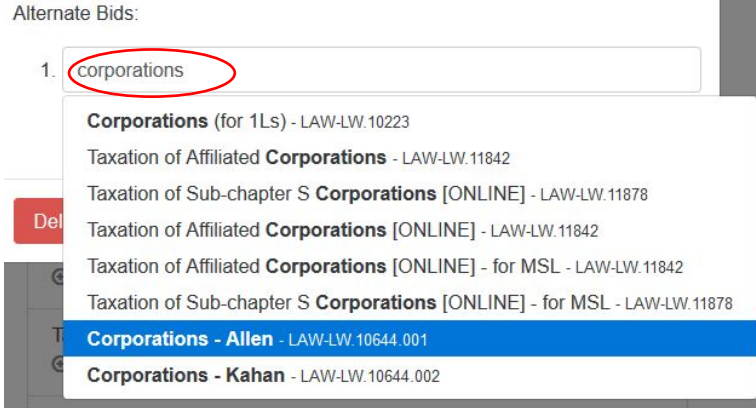 Alternate Bids:
1. corporations
Corporations (for 1Ls) - LAW-LW.10223
Taxation of Affiliated Corporations - LAW-LW.11842
Taxation of Sub-chapter S Corporations [ONLINE] - LAW-LW.11878
Del
Taxation of Affiliated Corporations [ONLINE] - LAW-LW.11842
Taxation of Affiliated Corporations [ONLINE] - for MSL - LAW-LW.11842
Taxation of Sub-chapter S Corporations [ONLINE] - for MSL - LAW-LW.11878
Corporations - Allen - LAW-LW.10644.001
Corporations - Kahan - LAW-LW.10644.002